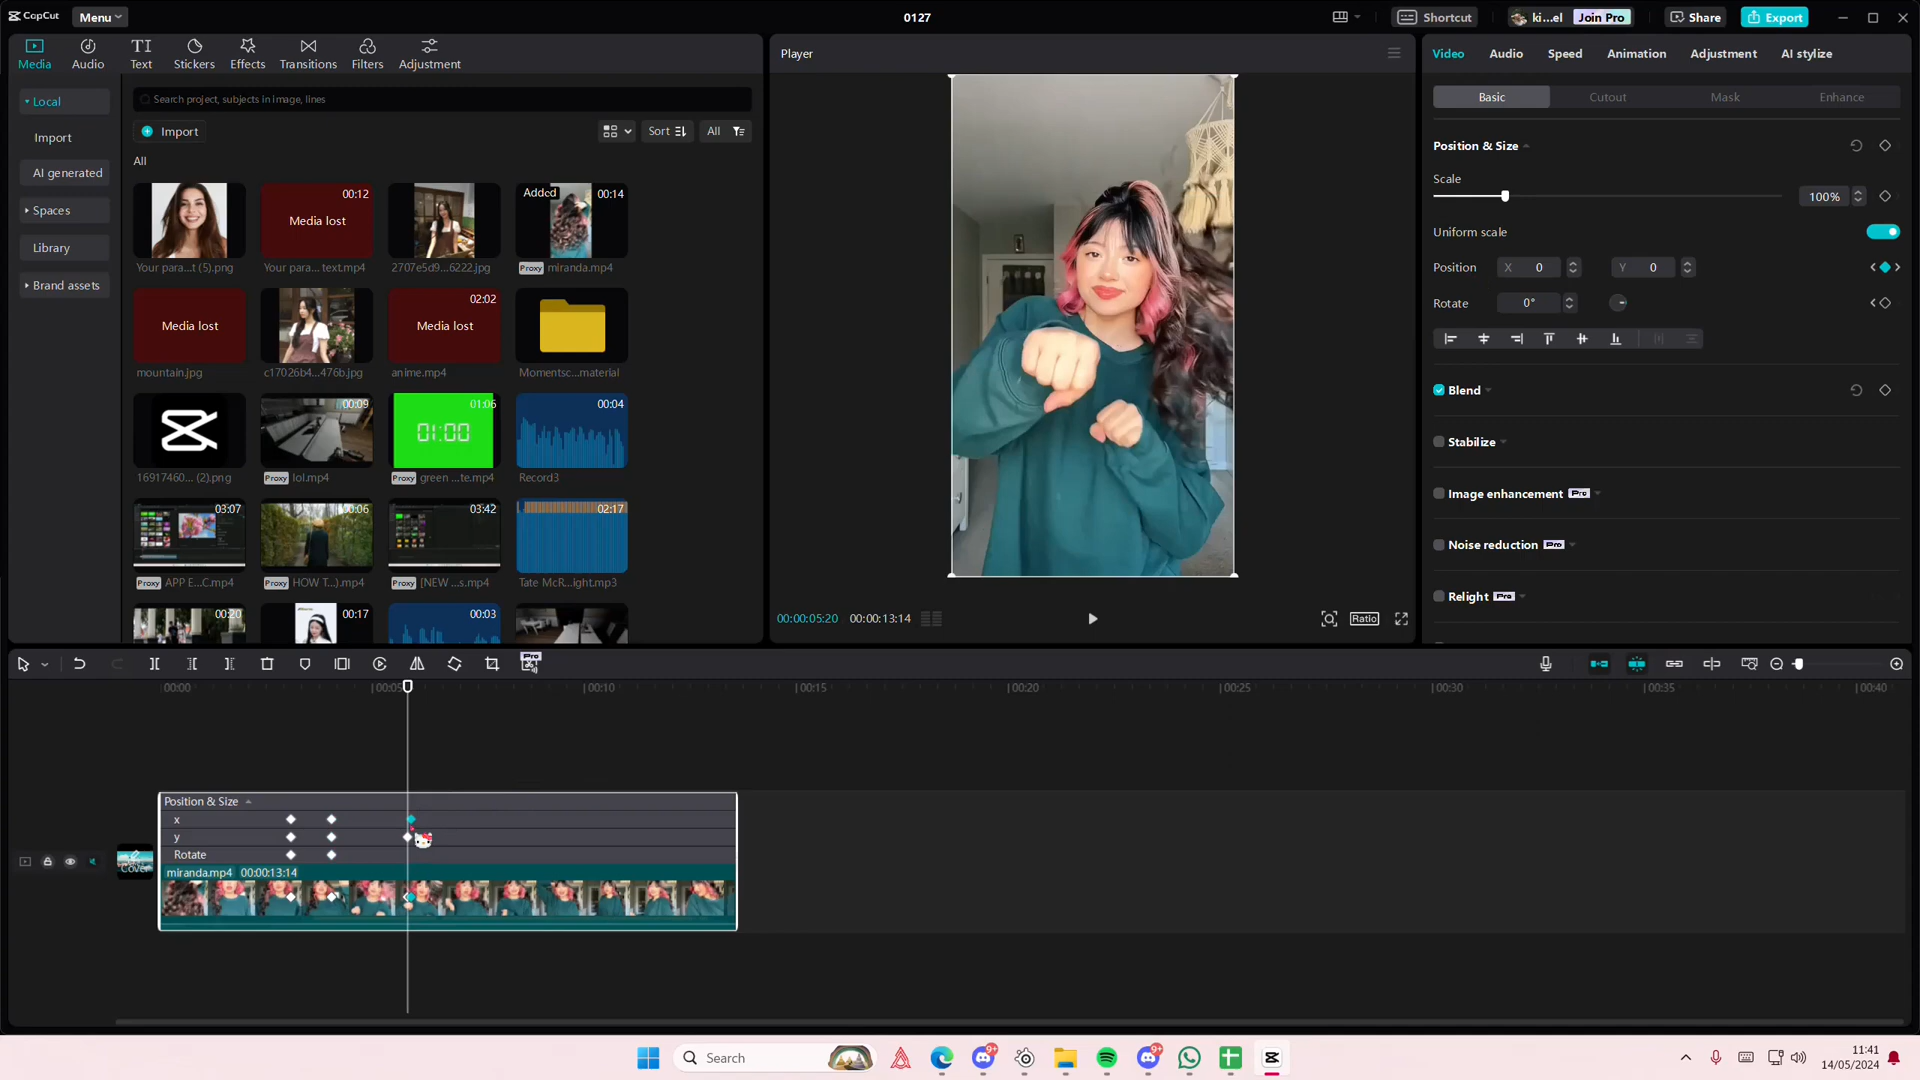 CapCut
Menu
0127
Shortcut
ki...el
Join Pro
Share
Export
Media
Audio
Text
Stickers
Effects
Transitions
Filters
Adjustment
Local
Import
AI generated
Spaces
Library
Brand assets
Search project, subjects in image, lines
Import
Sort
All
All
00:12
Media lost
Added
00:14
Your para...t (5).png
Your para... text.mp4
2707e5d9...6222.jpg
Proxy
miranda.mp4
Media lost
02:02
Media lost
mountain.jpg
c17026b4...476b.jpg
anime.mp4
Momentsc...material
00:09
01:06
01:00
00:04
16917460... (2).png
Proxy
lol.mp4
Proxy
green ...te.mp4
Record3
03:07
00:06
03:42
02:17
Proxy
APP E...C.mp4
Proxy
HOW T...).mp4
Proxy
[NEW ...s.mp4
Tate McR...ight.mp3
00:20
00:17
00:03
Player
00:00:05:20
00:00:13:14
Ratio
Video
Audio
Speed
Animation
Adjustment
AI stylize
Basic
Cutout
Mask
Enhance
Position & Size
Scale
100%
Uniform scale
Position
X 0
Y 0
Rotate
0°
Blend
Stabilize
Image enhancement
Pro
Noise reduction
Pro
Relight
Pro
Pro
00:00
00:05
00:10
00:15
00:20
00:25
00:30
00:35
00:40
Position & Size
x
y
Rotate
Cover
miranda.mp4 00:00:13:14
Search
9+
9+
11:41
14/05/2024